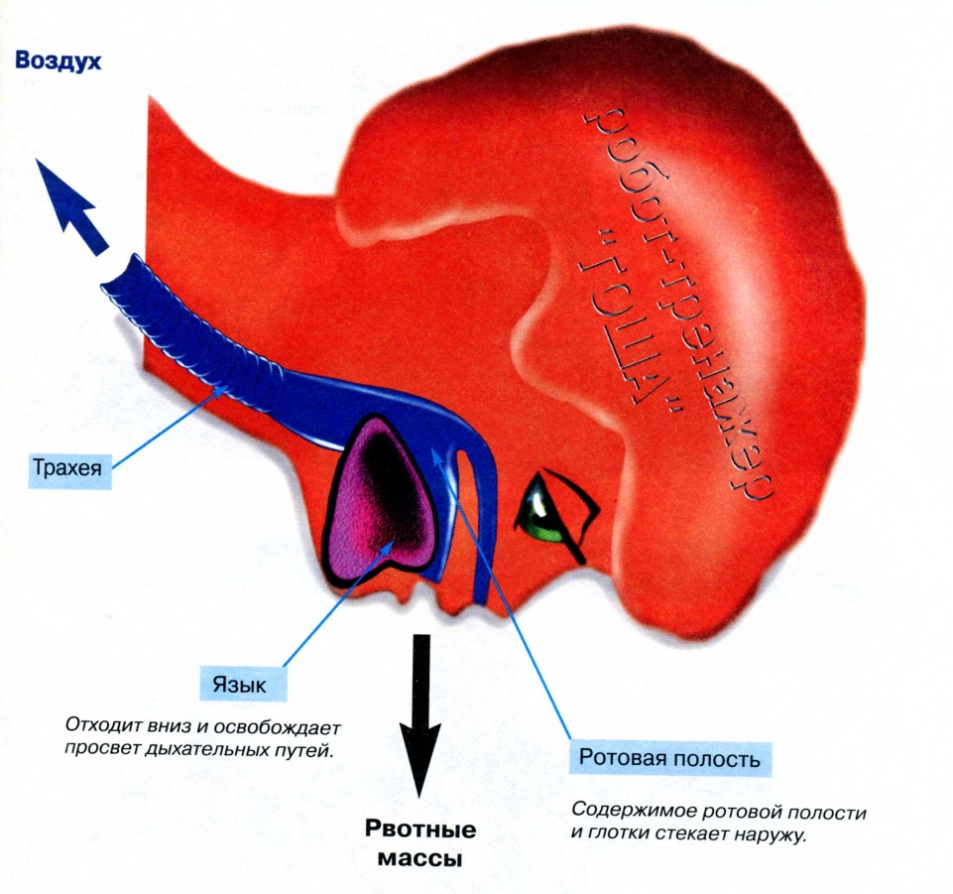 Воздух
робот-тренажер
"ГОША"
Трахея
Язык
Отходит вниз и освобождает
просвет дыхательных путей.
Ротовая полость
Содержимое ротовой полости
и глотки стекает наружу.
Рвотные
массы